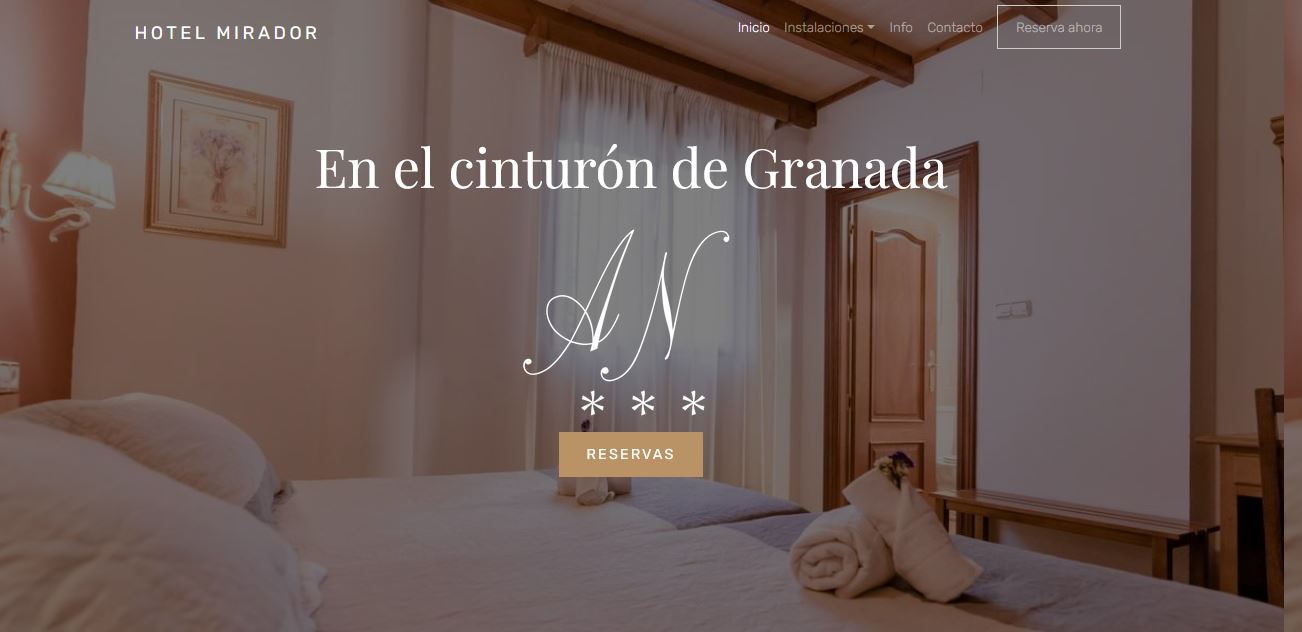 HOTEL MIRADOR
Inicio Instalaciones Info Contacto Reserva ahora
En el cinturón de Granada
AN
* * *
RESERVAS